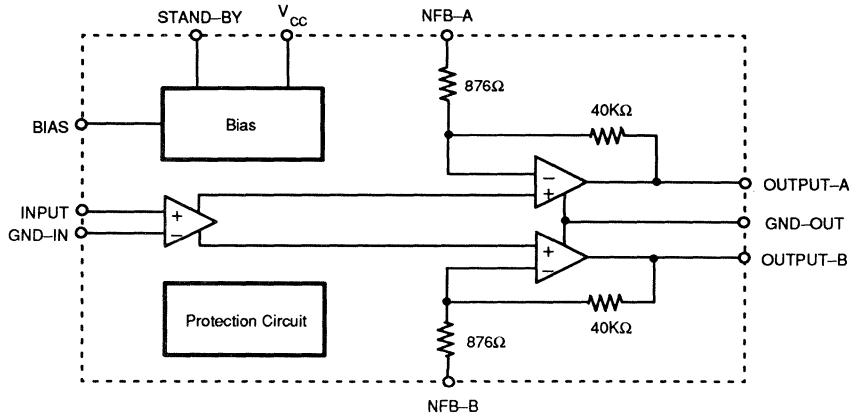 STAND–BY
VCC
NFB–A
876Ω
40KΩ
BIAS
Bias
OUTPUT–A
INPUT
GND–IN
GND–OUT
OUTPUT–B
Protection Circuit
40KΩ
876Ω
NFB–B
+
–
–
+
+
–